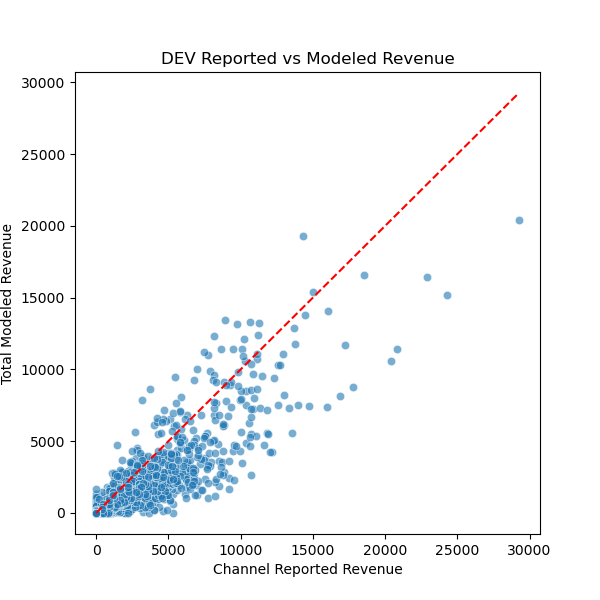 DEV Reported vs Modeled Revenue
30000
25000
20000
15000
10000
5000
0
Total Modeled Revenue
0 5000 10000 15000 20000 25000 30000
Channel Reported Revenue